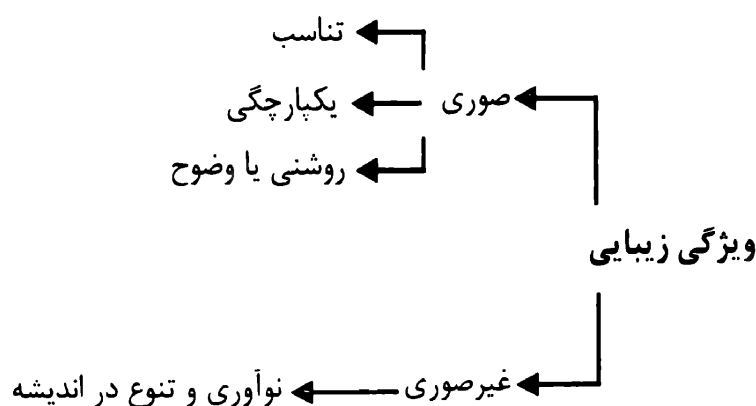 تناسب
صوری
یکپارچگی
روشنی یا وضوح
ویژگی زیبایی
غیرصوری
نوآوری و تنوع در اندیشه